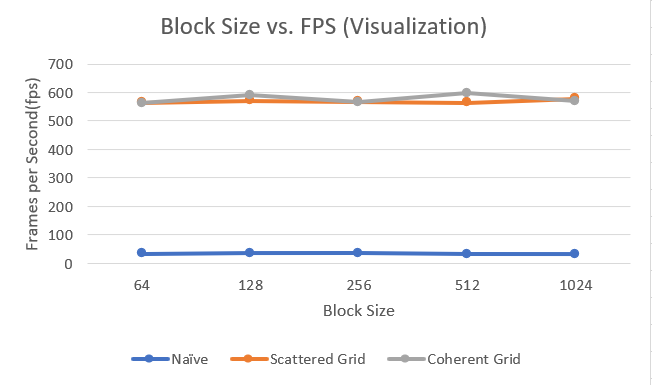 Block Size vs. FPS (Visualization)
Frames per Second(fps)
700
600
500
400
300
200
100
0
64 128 256 512 1024
Block Size
Naïve Scattered Grid Coherent Grid